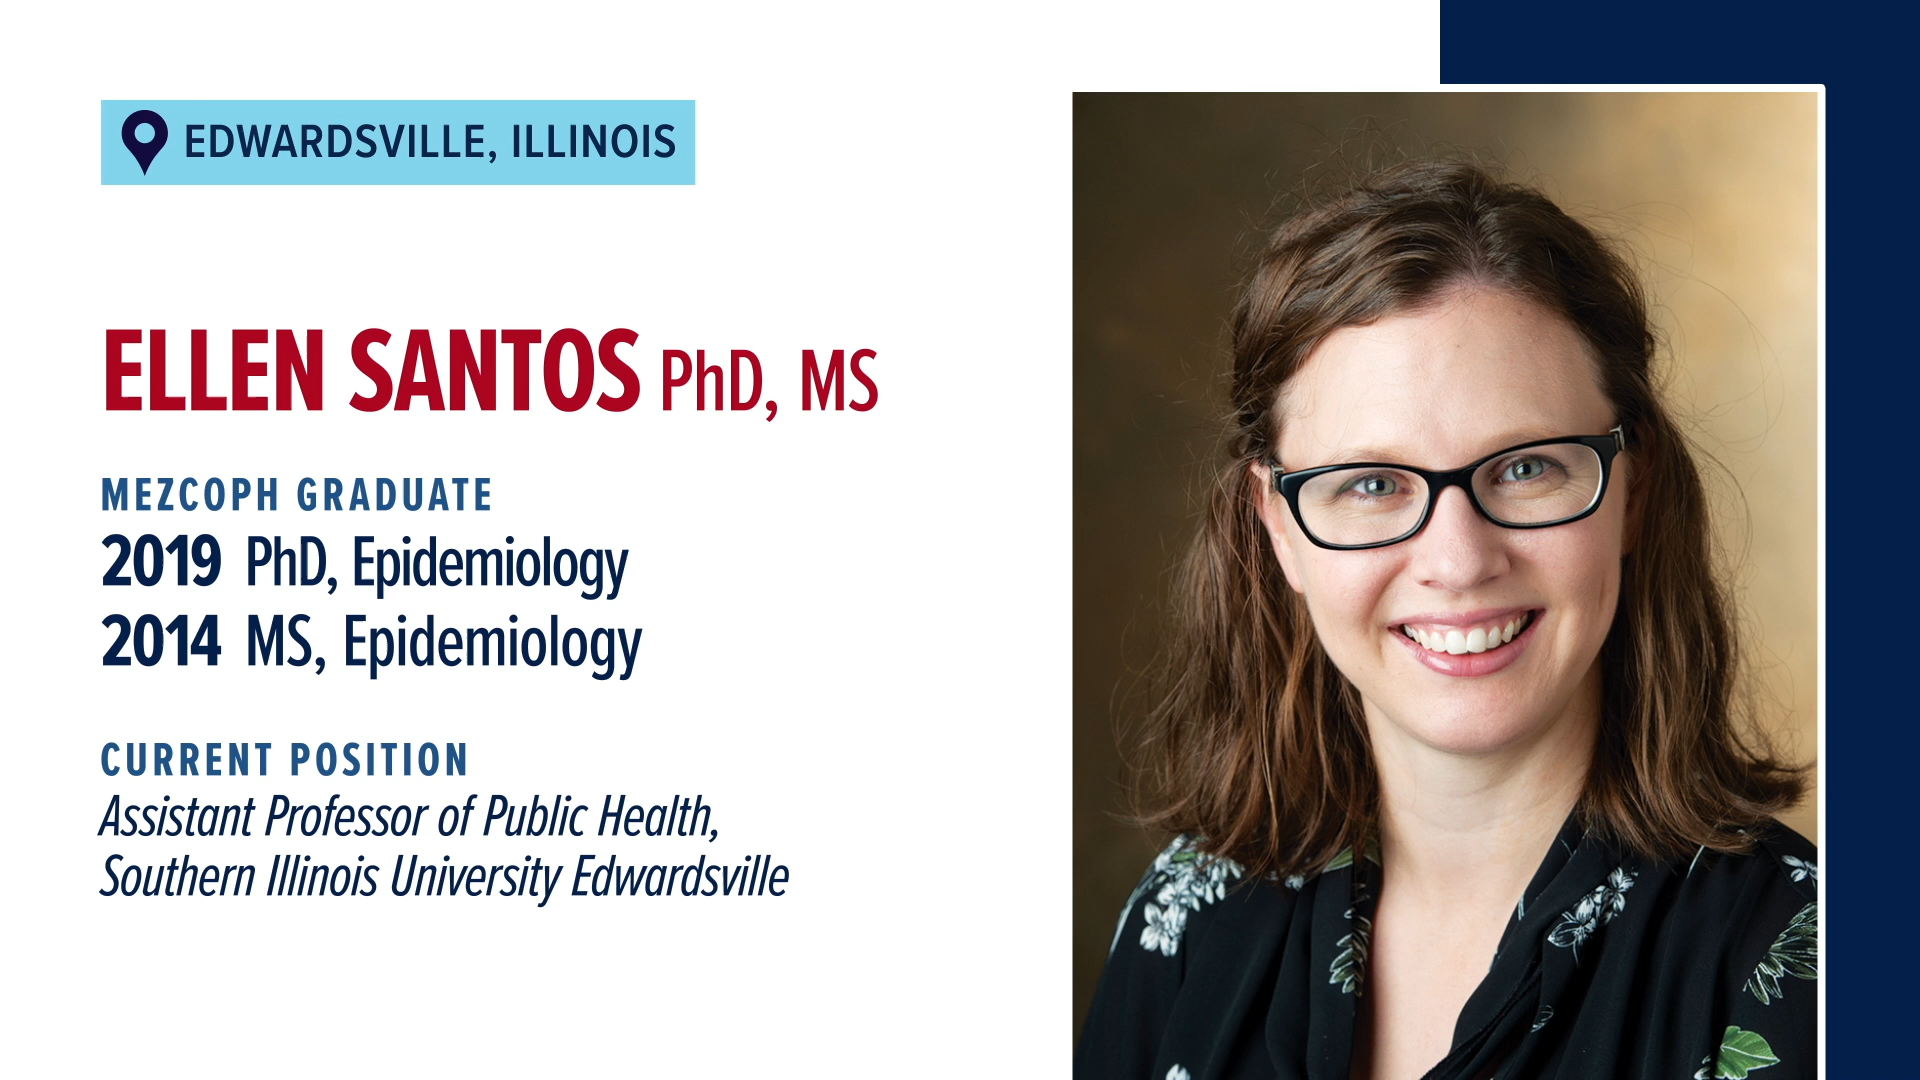 EDWARDSVILLE, ILLINOIS
ELLEN SANTOS PhD, MS
MEZCOPH GRADUATE
2019 PhD, Epidemiology
2014 MS, Epidemiology
CURRENT POSITION
Assistant Professor of Public Health,
Southern Illinois University Edwardsville